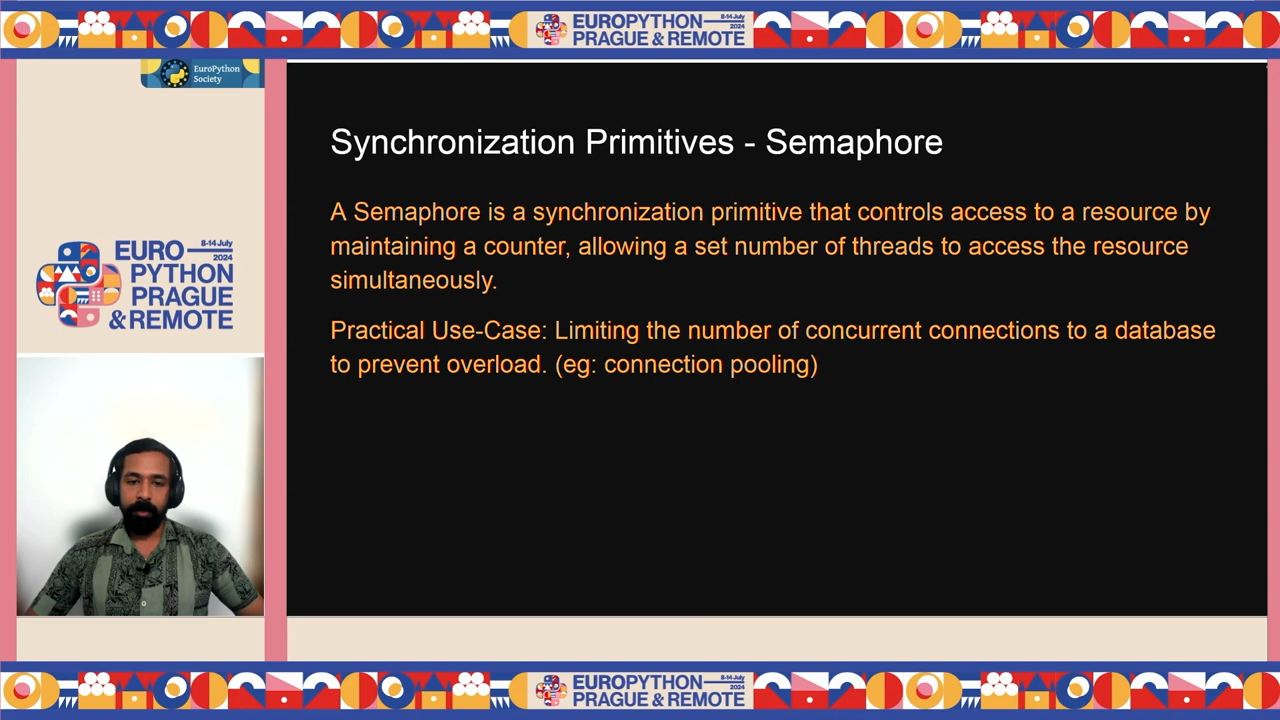 EUROPYTHON
8-14 July
2024
PRAGUE & REMOTE
EuroPython
Society
EURO
8-14 July
2024
PYTHON
PRAGUE
& REMOTE
Synchronization Primitives - Semaphore
A Semaphore is a synchronization primitive that controls access to a resource by
maintaining a counter, allowing a set number of threads to access the resource
simultaneously.
Practical Use-Case: Limiting the number of concurrent connections to a database
to prevent overload. (eg: connection pooling)
EUROPYTHON
8-14 July
2024
PRAGUE & REMOTE